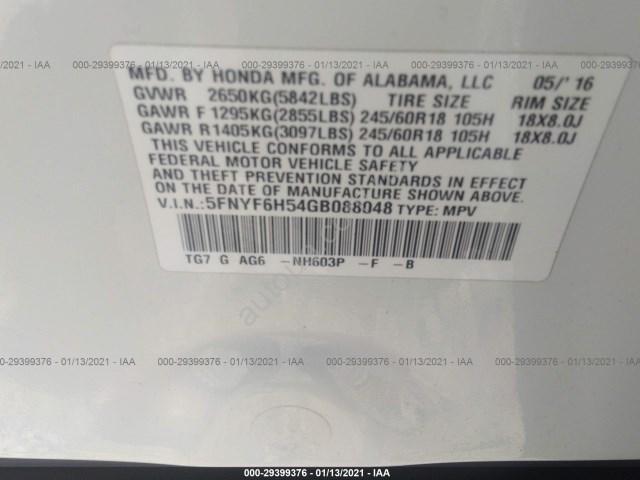 000-29399376 - 01/13/2021 - IAA 000-29399376 - 01/13/2021 - IAA 000-29399376 - 01/13/2021 - IAA
MFD. BY HONDA MFG. OF ALABAMA, LLC 05/'16
GVWR 2650KG(5842LBS) TIRE SIZE RIM SIZE
GAWR F 1295KG(2855LBS) 245/60R18 105H 18X8.0J
GAWR R1405KG(3097LBS) 245/60R18 105H 18X8.0J
THIS VEHICLE CONFORMS TO ALL APPLICABLE
FEDERAL MOTOR VEHICLE SAFETY
AND THEFT PREVENTION STANDARDS IN EFFECT
ON THE DATE OF MANUFACTURE SHOWN ABOVE.
V.I.N.: 5FNYF6H54GB088048 TYPE: MPV
TG7 G AG6 -NH603P -F -B
000-29399376 - 01/13/2021 - IAA 000-29399376 - 01/13/2021 - IAA 000-29399376 - 01/13/2021 - IAA
000-29399376 - 01/13/2021 - IAA